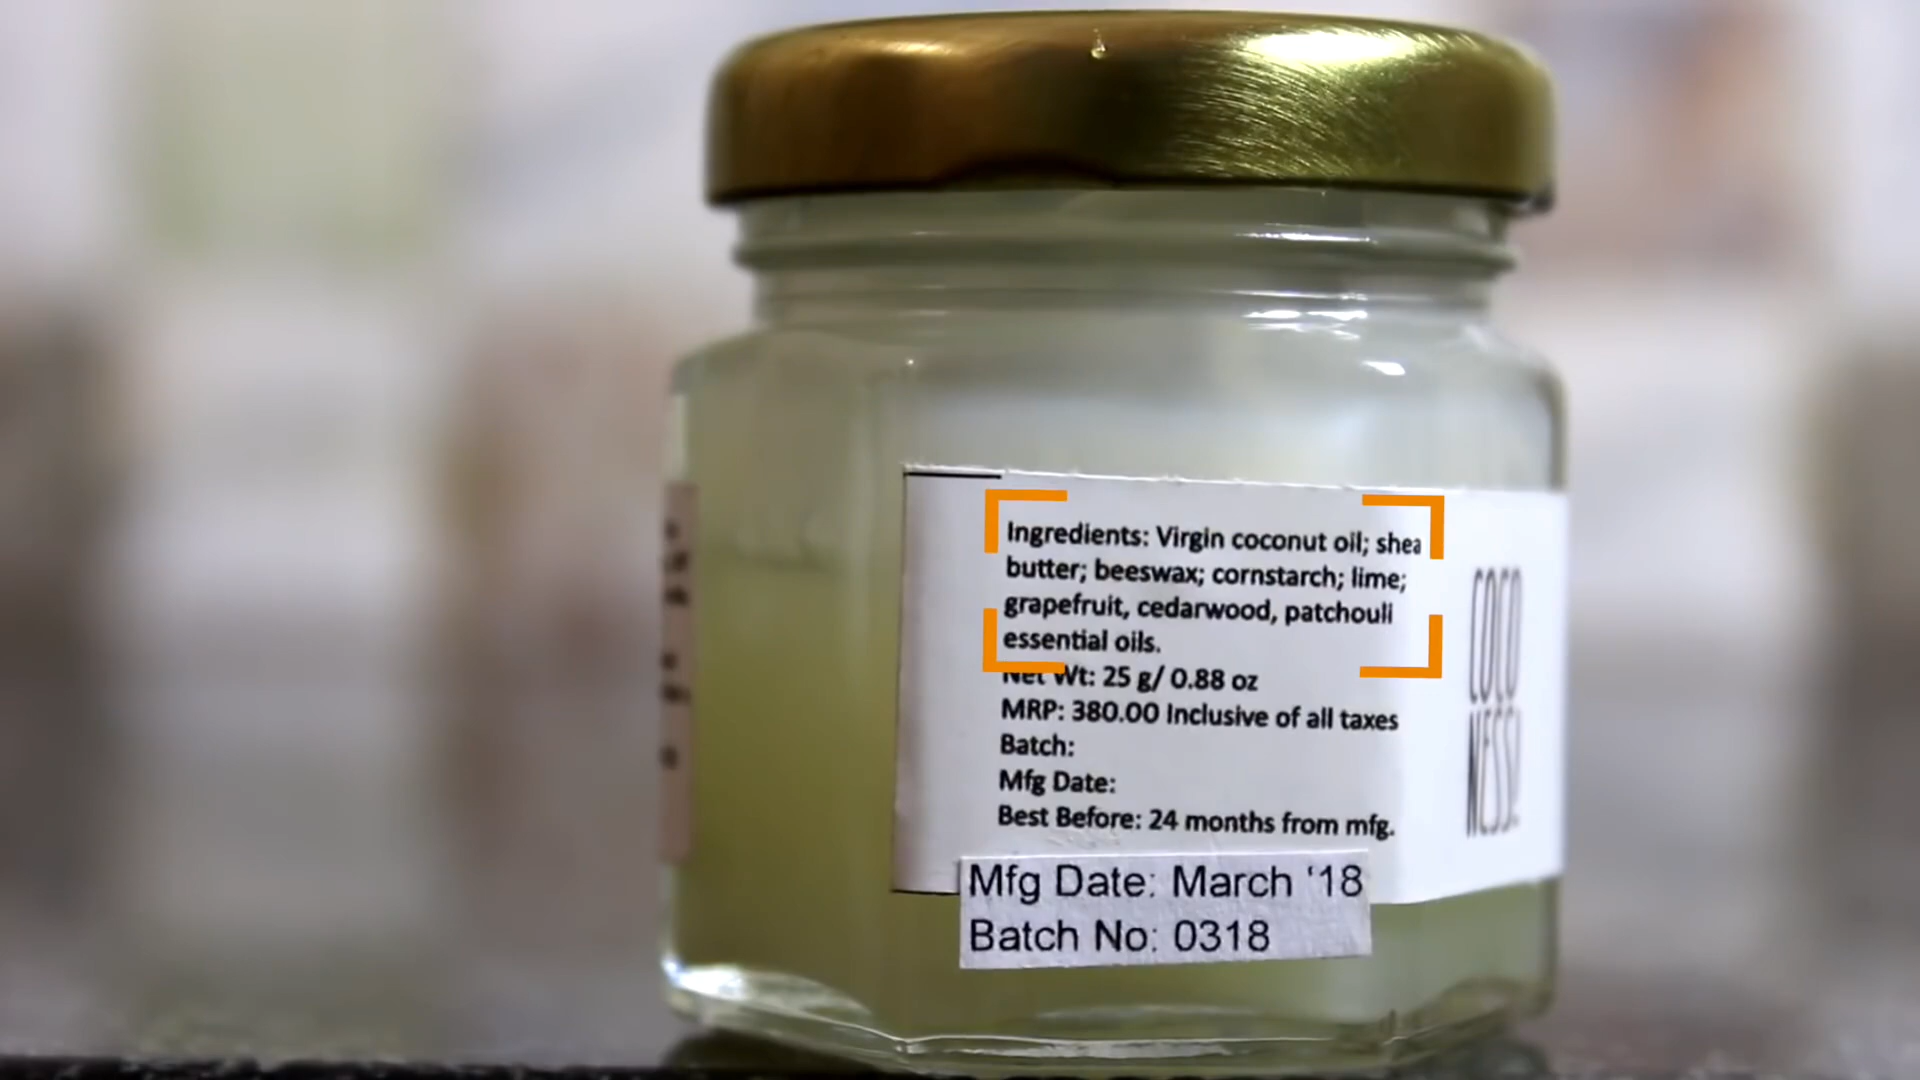 Ingredients: Virgin coconut oil; shea
butter; beeswax; cornstarch; lime;
grapefruit, cedarwood, patchouli
essential oils.
Net Wt: 25 g/ 0.88 oz
MRP: 380.00 Inclusive of all taxes
Batch:
Mfg Date:
Best Before: 24 months from mfg.
Mfg Date: March ‘18
Batch No: 0318
COCO
NESS!